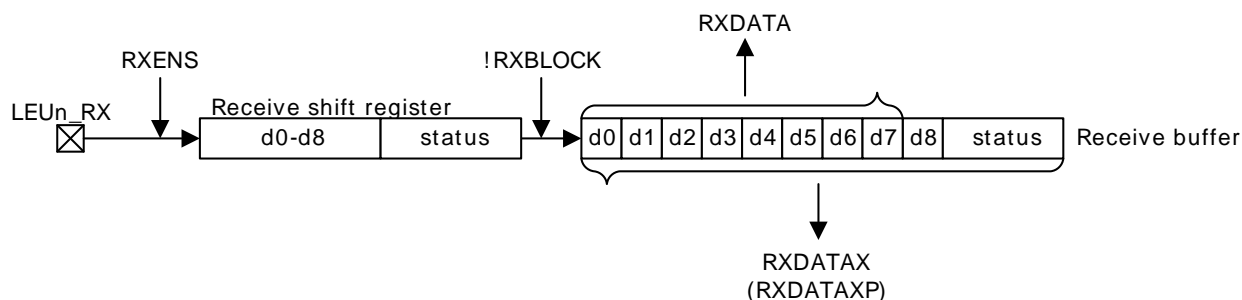 RXDATA
RXENS
!RXBLOCK
LEUn_RX
Receive shift register
d0-d8 status
d0 d1 d2 d3 d4 d5 d6 d7 d8 status
Receive buffer
RXDATAX
(RXDATAXP)